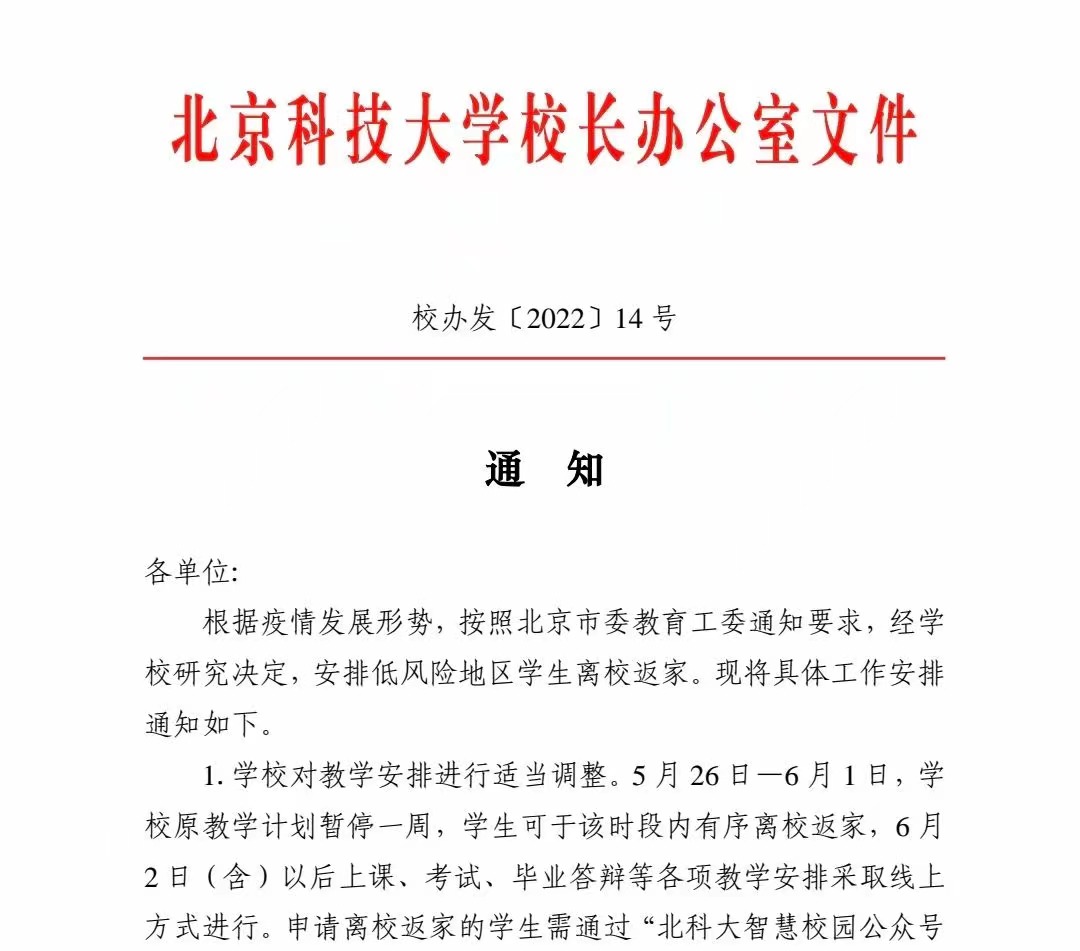 北京科技大学校长办公室文件
校办发〔2022〕14 号
通 知
各单位:
根据疫情发展形势，按照北京市委教育工委通知要求，经学
校研究决定，安排低风险地区学生离校返家。现将具体工作安排
通知如下。
1. 学校对教学安排进行适当调整。5 月 26 日—6 月 1 日，学
校原教学计划暂停一周，学生可于该时段内有序离校返家，6 月
2 日（含）以后上课、考试、毕业答辩等各项教学安排采取线上
方式进行。申请离校返家的学生需通过“北科大智慧校园公众号